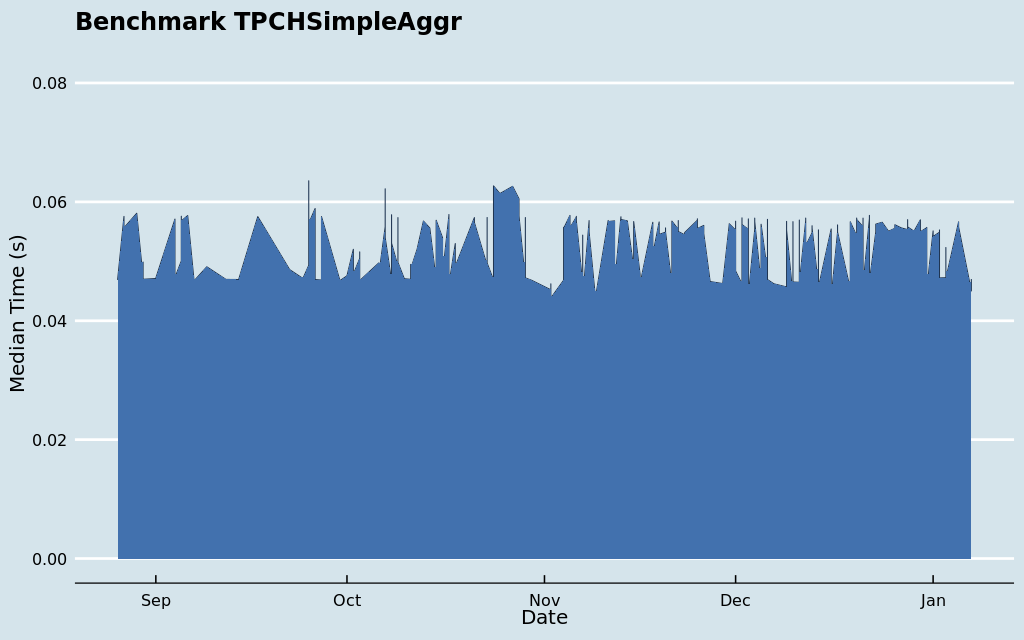 Benchmark TPCHSimpleAggr
0.08
0.06
0.04
0.02
0.00
Median Time (s)
Sep Oct Nov Dec Jan
Date